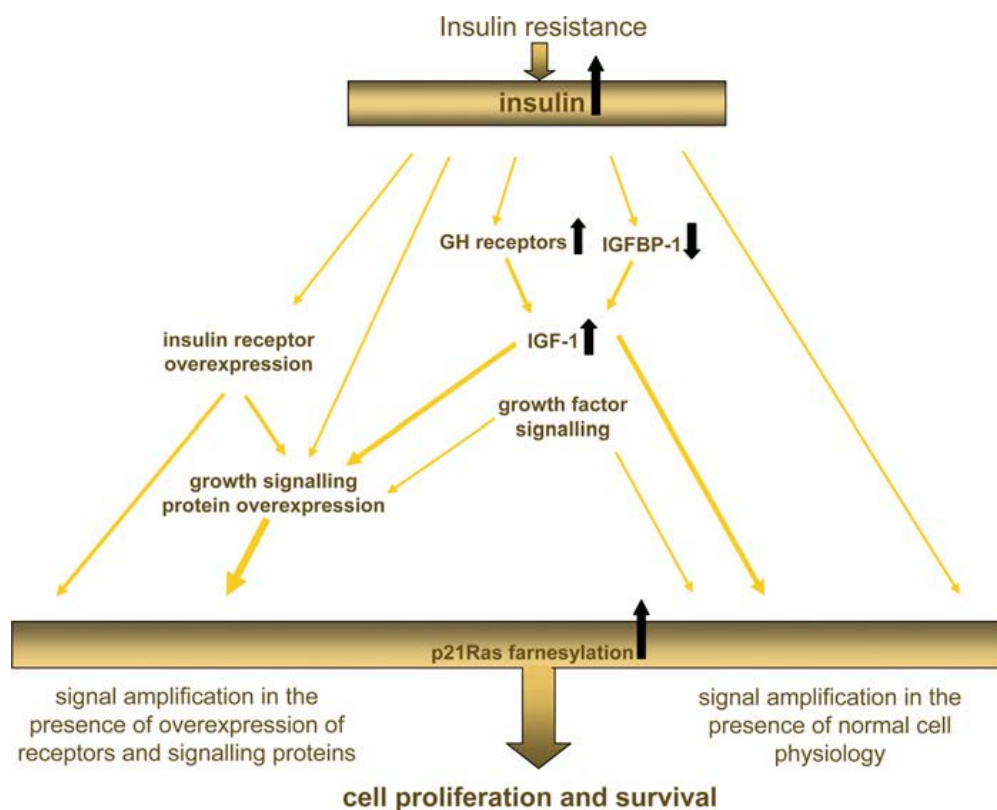 Insulin resistance
insulin
GH receptors
IGFBP-1
insulin receptor
overexpression
IGF-1
growth factor
signalling
growth signalling
protein overexpression
p21Ras farnesylation
signal amplification in the
presence of overexpression of
receptors and signalling proteins
signal amplification in the
presence of normal cell
physiology
cell proliferation and survival